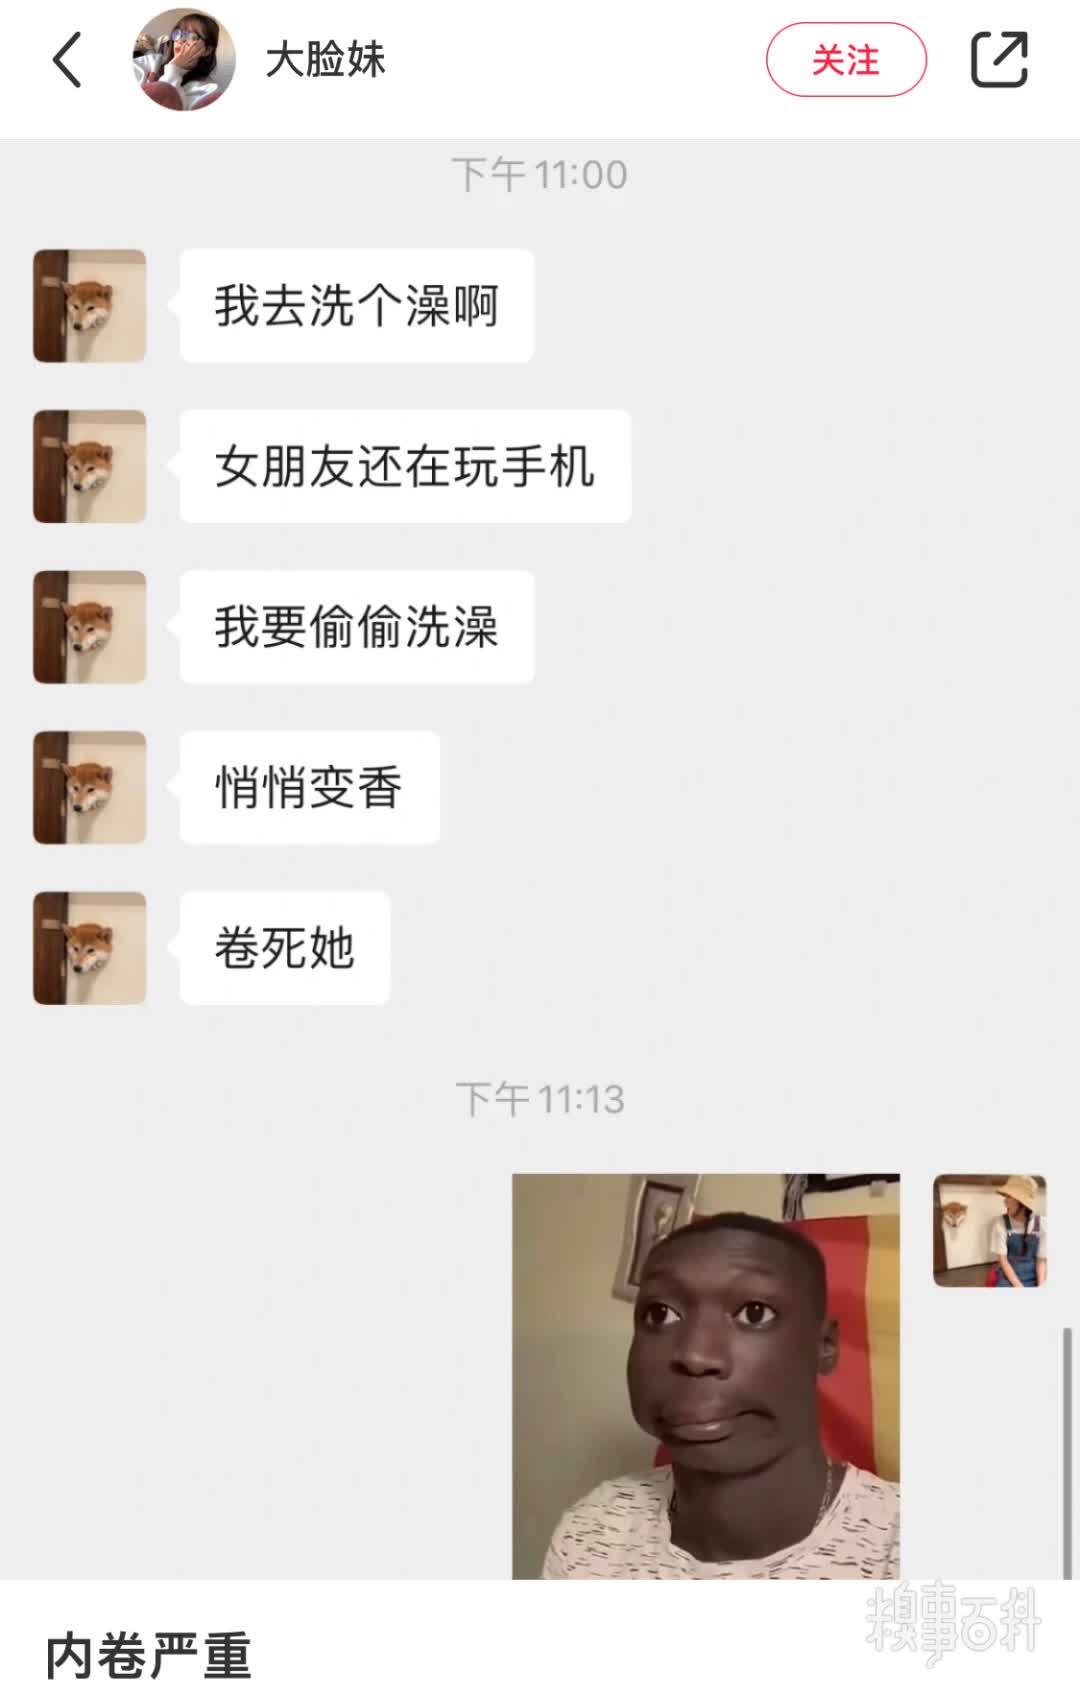 大脸妹
关注
下午 11:00
我去洗个澡啊
女朋友还在玩手机
我要偷偷洗澡
悄悄变香
卷死她
下午 11:13
糗事百科
内卷严重